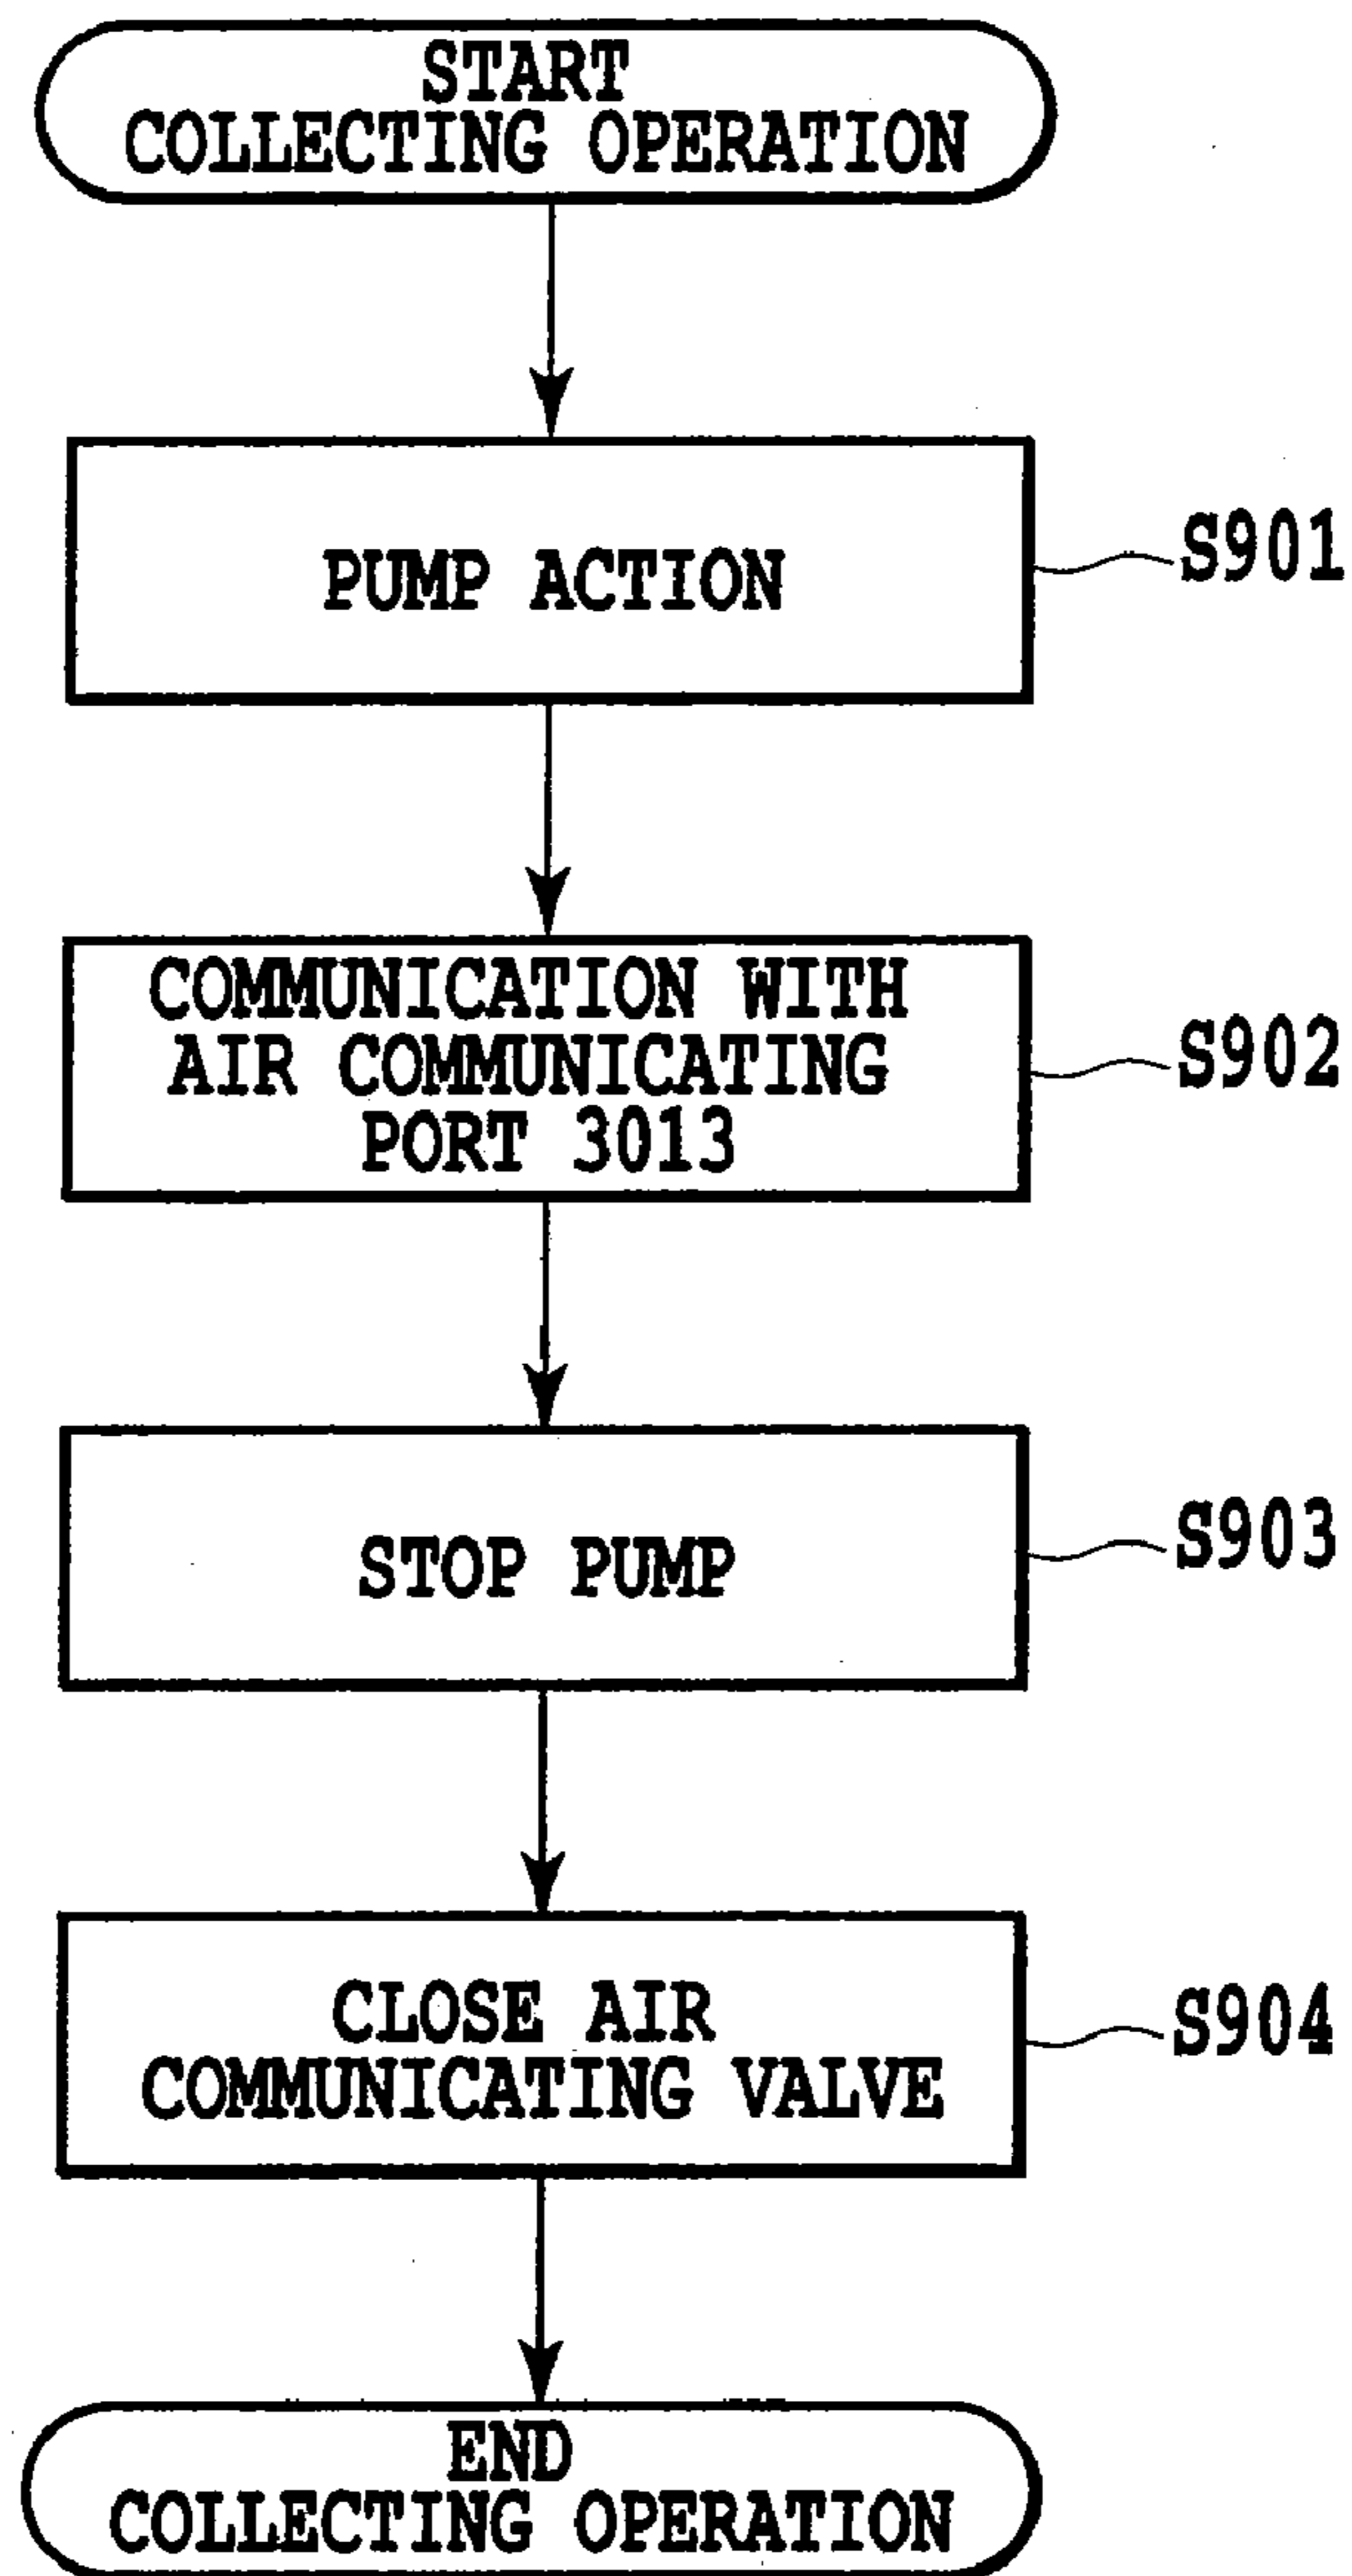 START
COLLECTING OPERATION
PUMP ACTION
S901
COMMUNICATION WITH
AIR COMMUNICATING
PORT 3013
S902
STOP PUMP
S903
CLOSE AIR
COMMUNICATING VALVE
S904
END
COLLECTING OPERATION